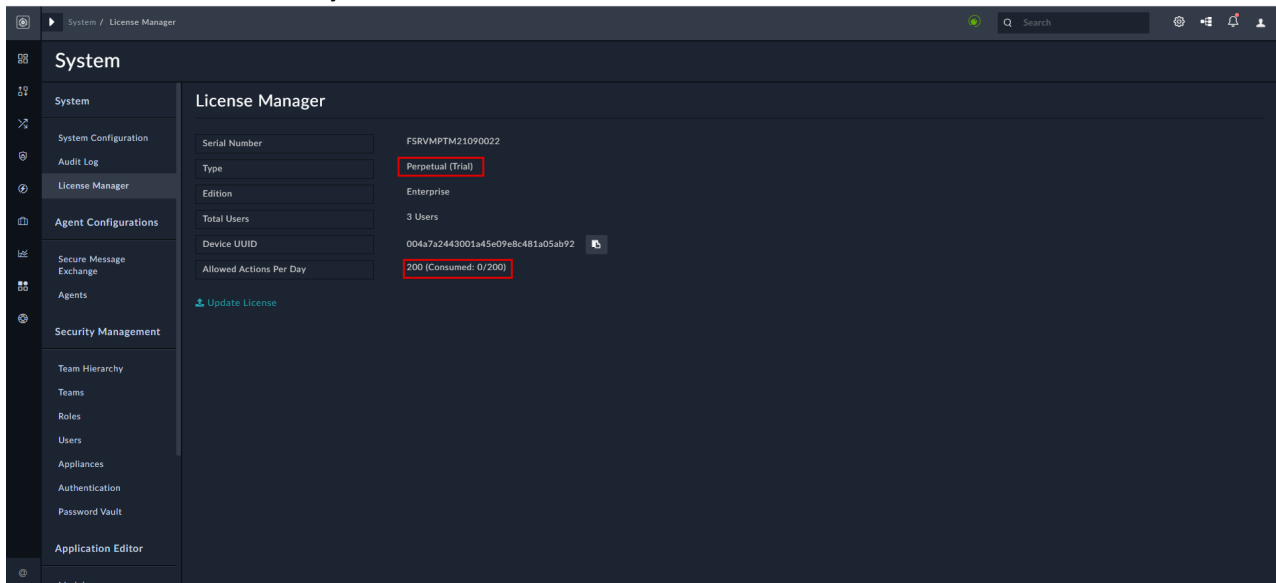 System / License Manager
Search
System
System
System Configuration
Audit Log
License Manager
Agent Configurations
Secure Message
Exchange
Agents
Security Management
Team Hierarchy
Teams
Roles
Users
Appliances
Authentication
Password Vault
Application Editor
License Manager
Serial Number FSRVMPTM21090022
Type Perpetual (Trial)
Edition Enterprise
Total Users 3 Users
Device UUID 004a7a2443001a45e09e8c481a05ab92
Allowed Actions Per Day 200 (Consumed: 0/200)
Update License